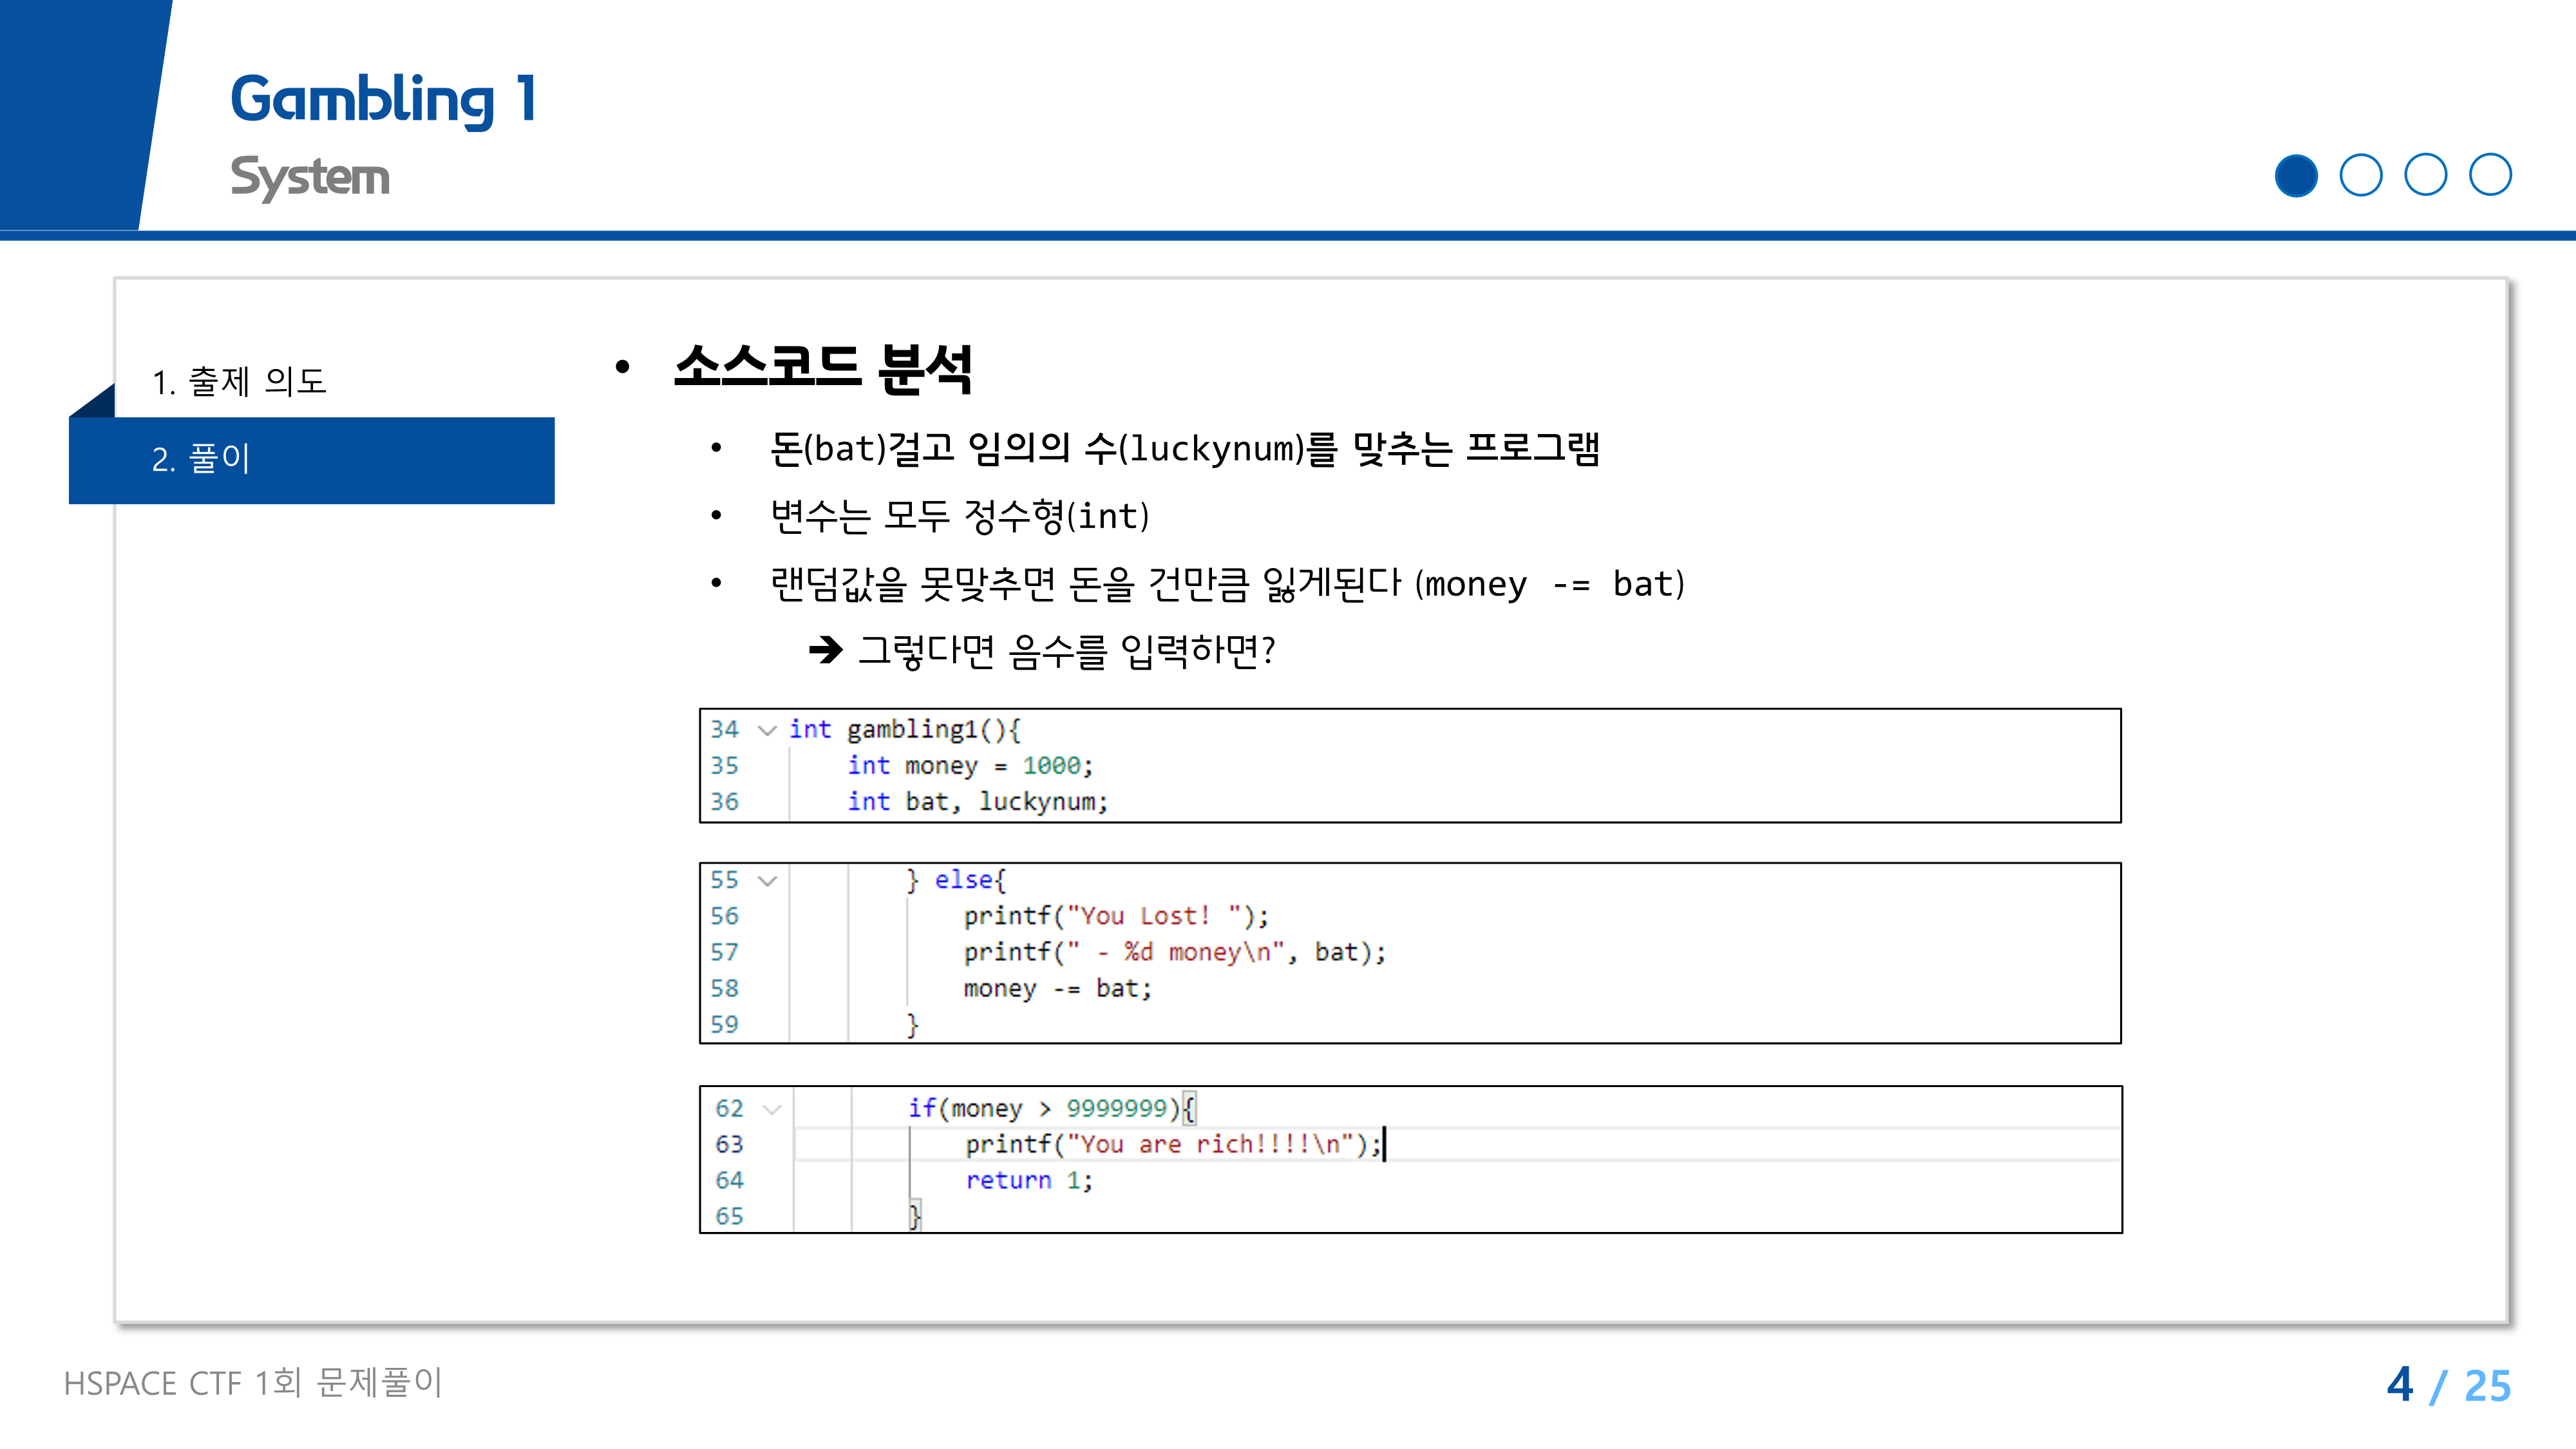 Gambling 1
System
1. 출제 의도
2. 풀이
• 소스코드 분석
• 돈(bat)걸고 임의의 수(luckynum)를 맞추는 프로그램
• 변수는 모두 정수형(int)
• 랜덤값을 못맞추면 돈을 건만큼 잃게된다 (money -= bat)
➔ 그렇다면 음수를 입력하면?
34 int gambling1(){
35 int money = 1000;
36 int bat, luckynum;
55 } else{
56 printf("You Lost! ");
57 printf(" - %d money\n", bat);
58 money -= bat;
59 }
62 if(money > 9999999){
63 printf("You are rich!!!!\n");
64 return 1;
65 }
HSPACE CTF 1회 문제풀이
4 / 25